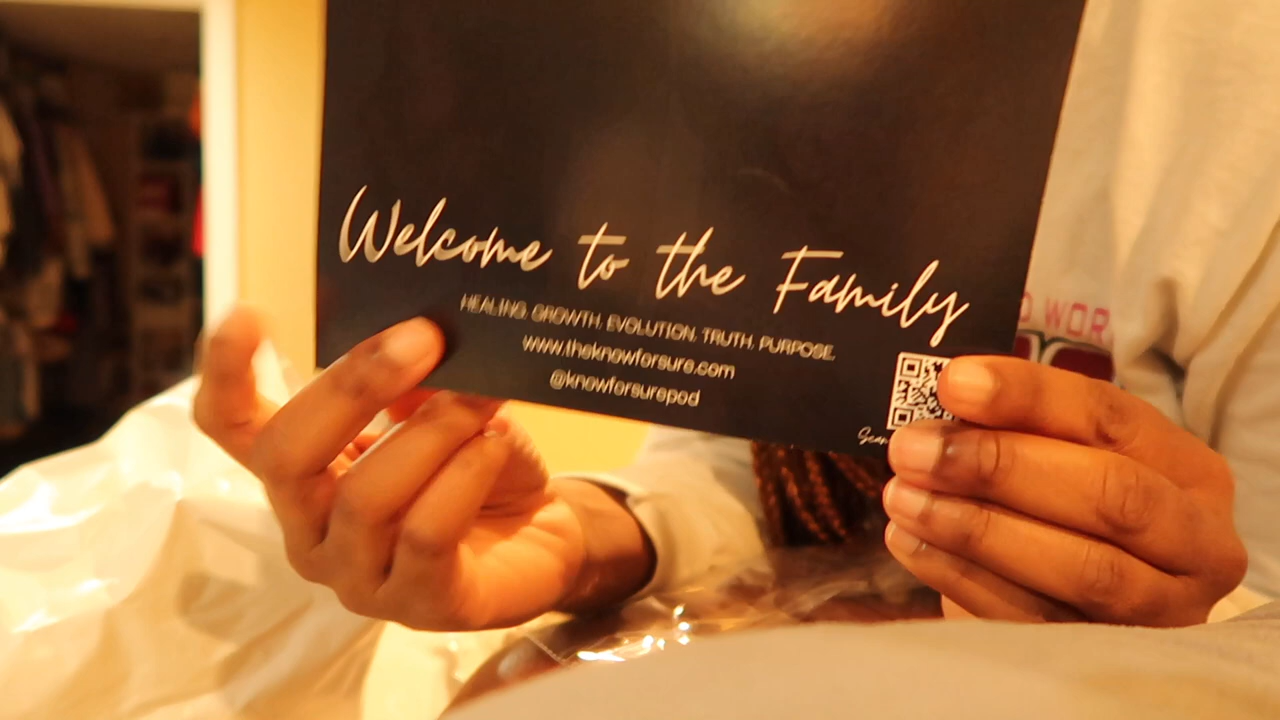 Welcome to the Family
HEALING. GROWTH. EVOLUTION. TRUTH. PURPOSE.
www.theknowforsure.com
@knowforsurepod